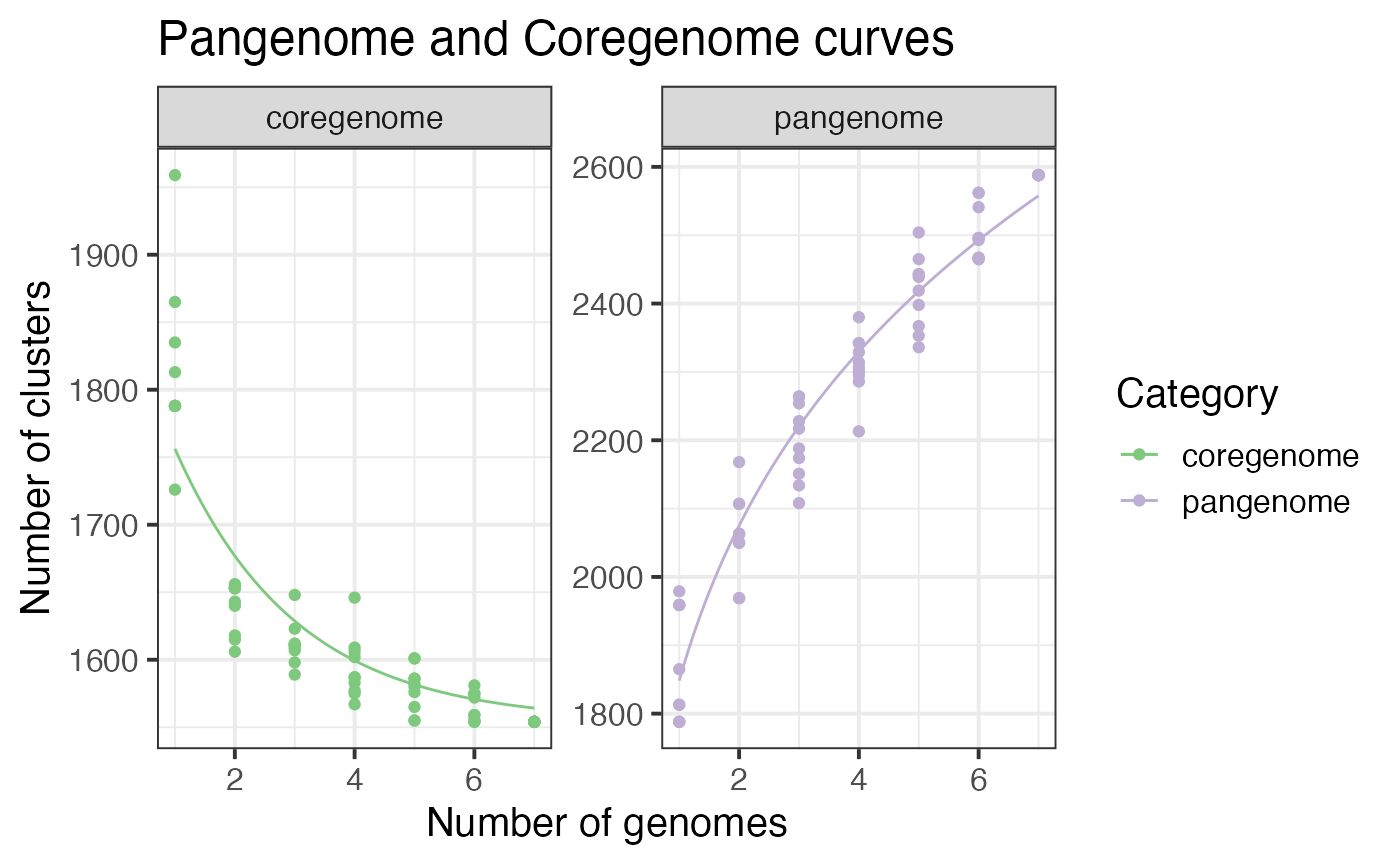 Pangenome and Coregenome curves
coregenome
pangenome
Number of clusters
1900
1800
1700
1600
2600
2400
2200
2000
1800
2 4 6
2 4 6
Number of genomes
Category
coregenome
pangenome